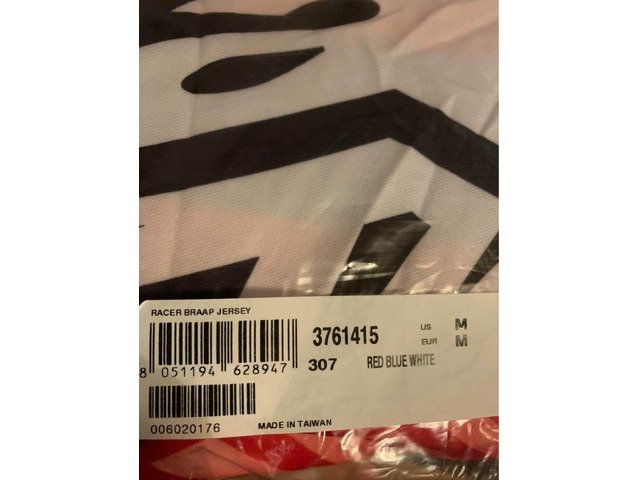 RACER BRAAP JERSEY
8 051194 628947
3761415
US M
EUR M
307 RED BLUE WHITE
006020176
MADE IN TAIWAN